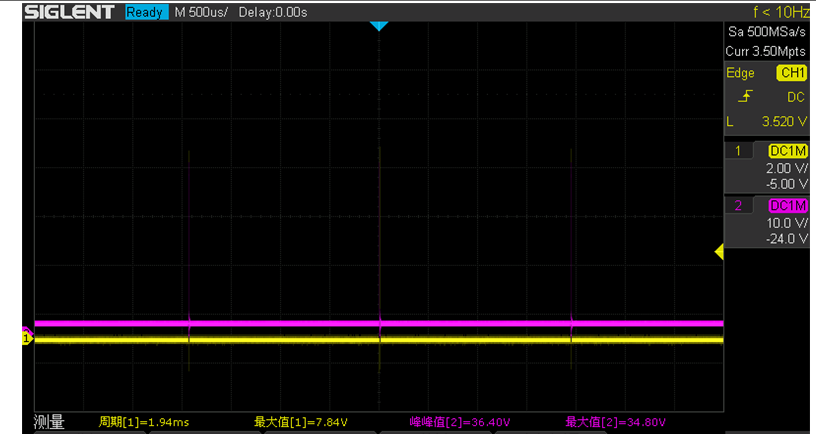 SIGLENT Ready M 500us/ Delay:0.00s f < 10Hz
Sa 500MSa/s
Curr 3.50Mpts
Edge CH1
DC
L 3.520 V
1 DC1M
2.00 V/
-5.00 V
2 DC1M
10.0 V/
-24.0 V
1
测量 周期[1]=1.94ms 最大值[1]=7.84V 峰峰值[2]=36.40V 最大值[2]=34.80V